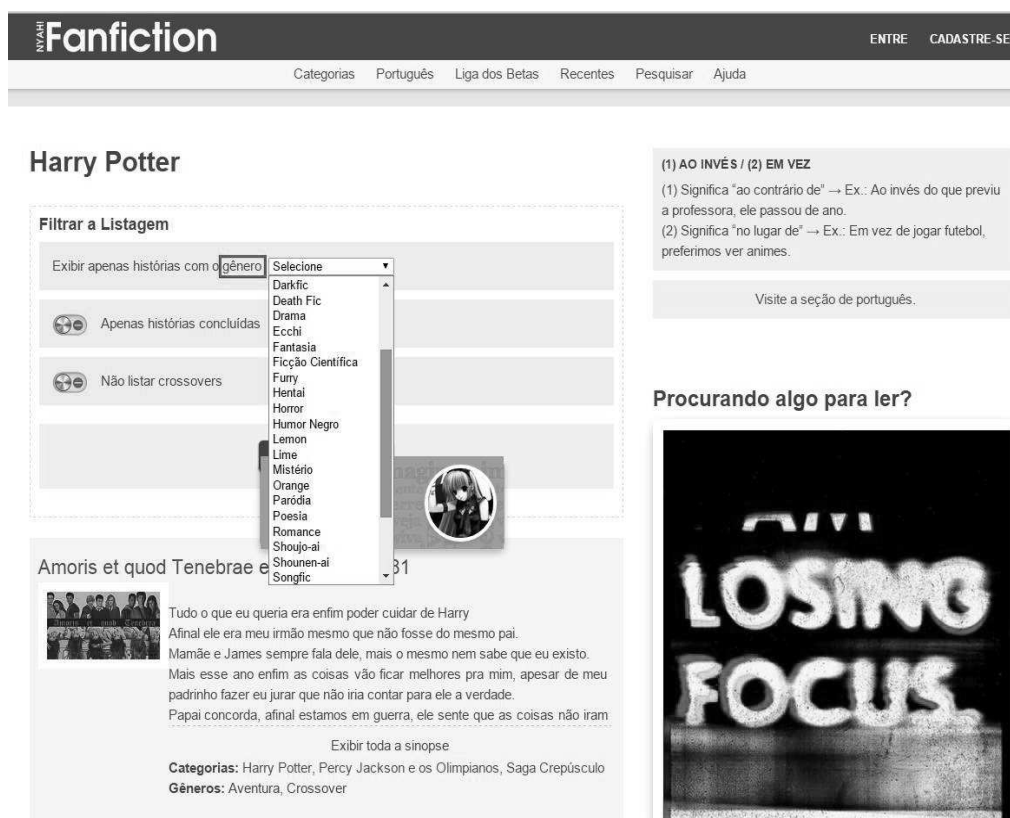 NYAH! Fanfiction
ENTRE CADASTRE-SE
Categorias Português Liga dos Betas Recentes Pesquisar Ajuda
Harry Potter
Filtrar a Listagem
Exibir apenas histórias com o gênero Selecione
Darkfic
Death Fic
Drama
Ecchi
Fantasia
Ficção Científica
Furry
Hentai
Horror
Humor Negro
Lemon
Lime
Mistério
Orange
Paródia
Poesia
Romance
Shoujo-ai
Shounen-ai
Songfic
Apenas histórias concluídas
Não listar crossovers
Amoris et quod Tenebrae e
31
Tudo o que eu queria era enfim poder cuidar de Harry
Afinal ele era meu irmão mesmo que não fosse do mesmo pai.
Mamãe e James sempre fala dele, mais o mesmo nem sabe que eu existo.
Mais esse ano enfim as coisas vão ficar melhores pra mim, apesar de meu
padrinho fazer eu jurar que não iria contar para ele a verdade.
Papai concorda, afinal estamos em guerra, ele sente que as coisas não iram
Exibir toda a sinopse
Categorias: Harry Potter, Percy Jackson e os Olimpianos, Saga Crepúsculo
Gêneros: Aventura, Crossover
(1) AO INVÉS / (2) EM VEZ
(1) Significa "ao contrário de" → Ex.: Ao invés do que previu
a professora, ele passou de ano.
(2) Significa "no lugar de" → Ex.: Em vez de jogar futebol,
preferimos ver animes.
Visite a seção de português.
Procurando algo para ler?
AM
LOSING
FOCUS